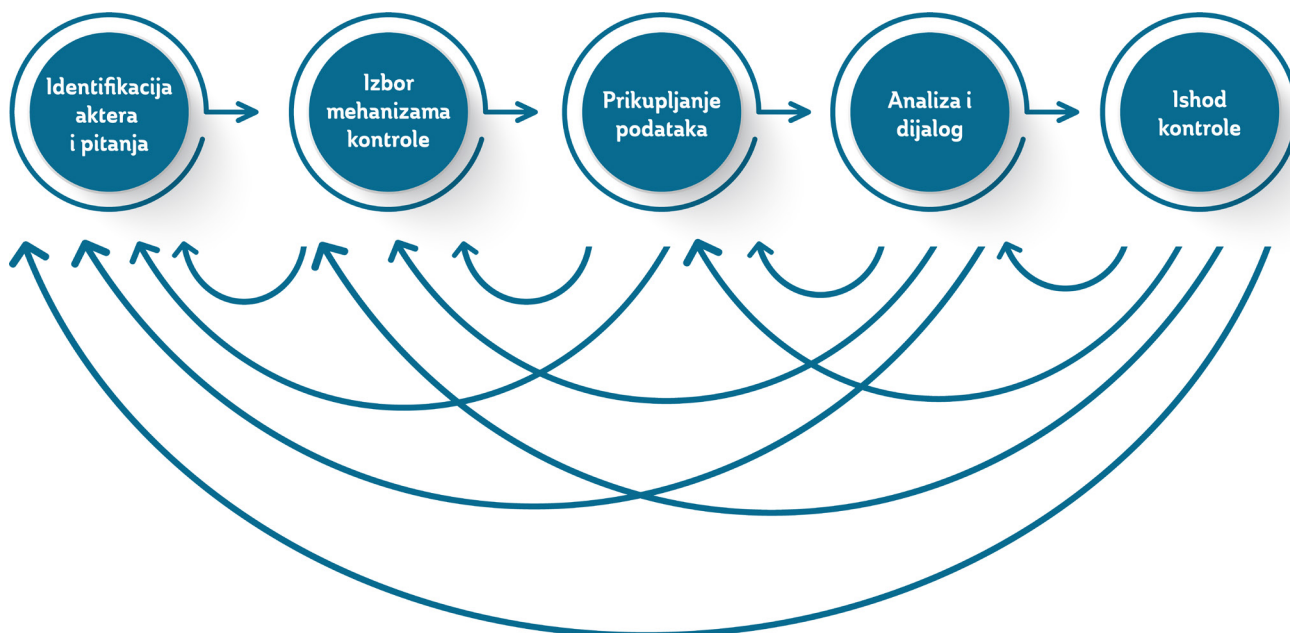 Identifikacija
aktera
i pitanja
Izbor
mehanizama
kontrole
Prikupljanje
podataka
Analiza i
dijalog
Ishod
kontrole